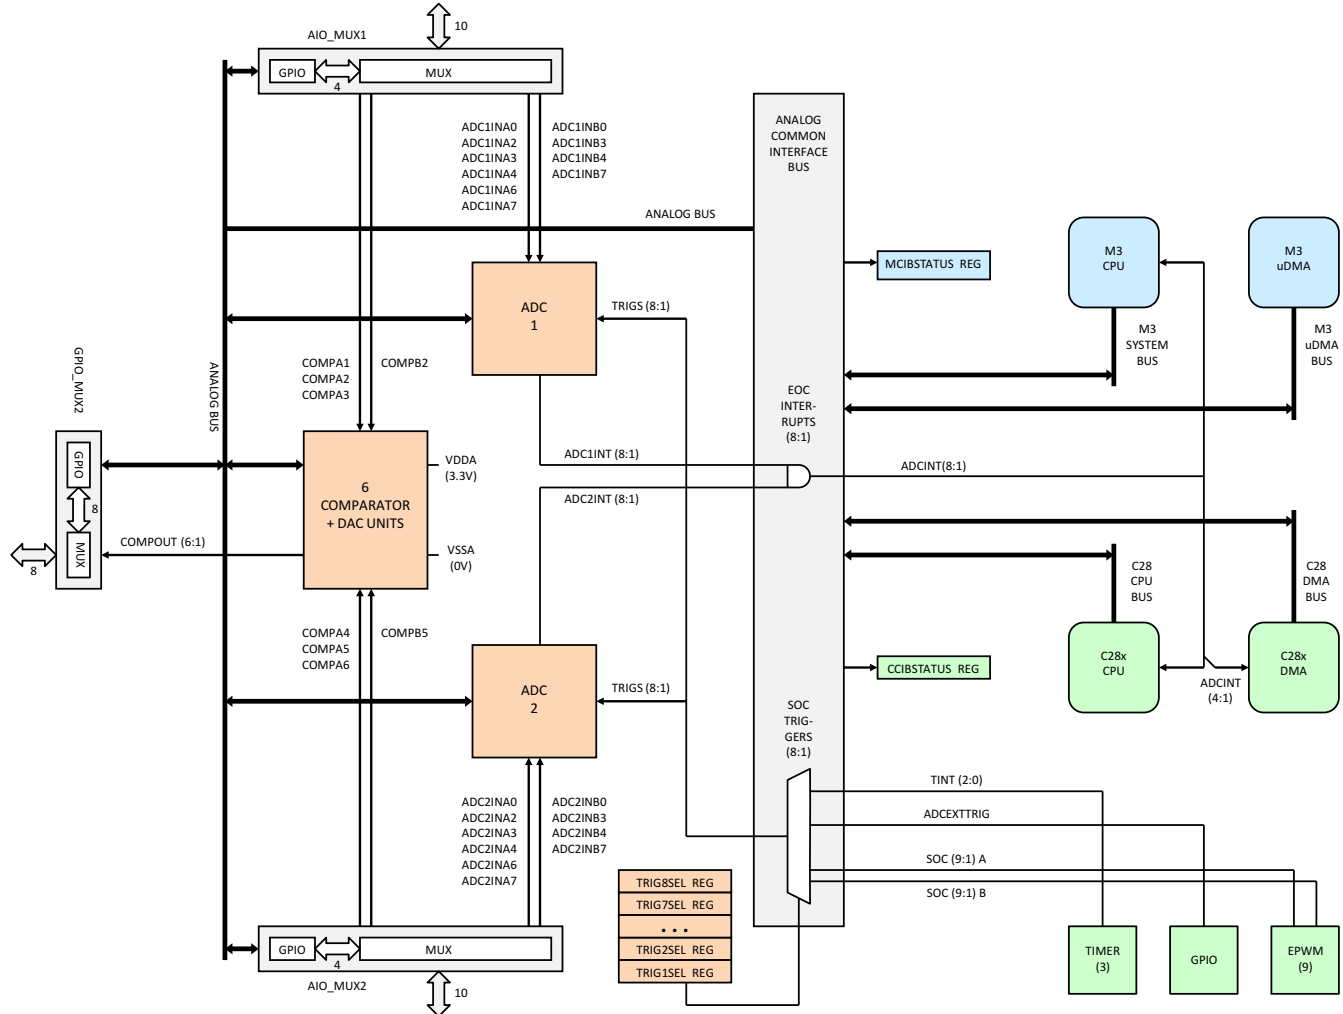 AIO_MUX1
10
GPIO
4
MUX
ADC1INA0
ADC1INA2
ADC1INA3
ADC1INA4
ADC1INA6
ADC1INA7
ADC1INB0
ADC1INB3
ADC1INB4
ADC1INB7
ANALOG
COMMON
INTERFACE
BUS
ANALOG BUS
MCIBSTATUS REG
M3
CPU
M3
uDMA
ADC
1
TRIGS (8:1)
M3
SYSTEM
BUS
M3
uDMA
BUS
GPIO_MUX2
ANALOG BUS
COMPA1
COMPA2
COMPA3
COMPB2
EOC
INTER-
RUPTS
(8:1)
GPIO
8
MUX
8
COMPOUT (6:1)
6
COMPARATOR
+ DAC UNITS
VDDA
(3.3V)
VSSA
(0V)
ADC1INT (8:1)
ADC2INT (8:1)
ADCINT(8:1)
C28
CPU
BUS
C28
DMA
BUS
COMPA4
COMPA5
COMPA6
COMPB5
ADC
2
TRIGS (8:1)
CCIBSTATUS REG
C28x
CPU
ADCINT
(4:1)
C28x
DMA
SOC
TRIG-
GERS
(8:1)
ADC2INA0
ADC2INA2
ADC2INA3
ADC2INA4
ADC2INA6
ADC2INA7
ADC2INB0
ADC2INB3
ADC2INB4
ADC2INB7
TINT (2:0)
ADCEXTTRIG
SOC (9:1) A
SOC (9:1) B
TRIG8SEL REG
TRIG7SEL REG
. . .
TRIG2SEL REG
TRIG1SEL REG
TIMER
(3)
GPIO
EPWM
(9)
GPIO
4
MUX
AIO_MUX2
10